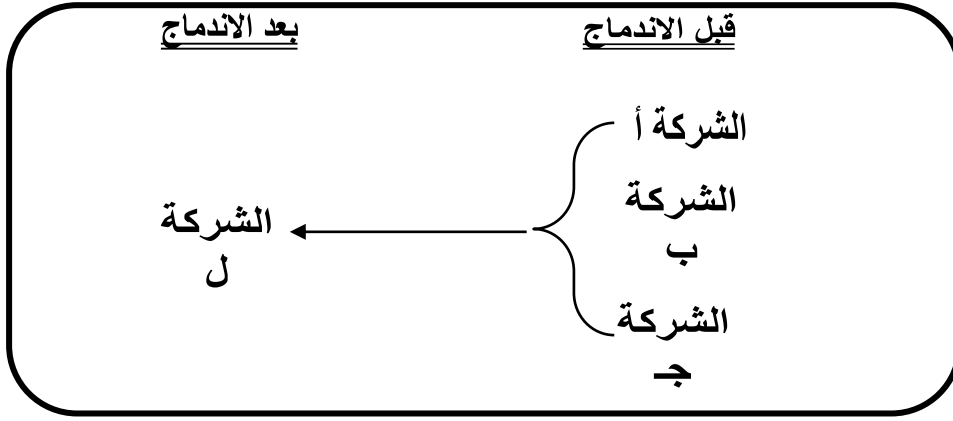 قبل الاندماج
بعد الاندماج
الشركة أ
الشركة
ب
الشركة
جـ
الشركة
ل